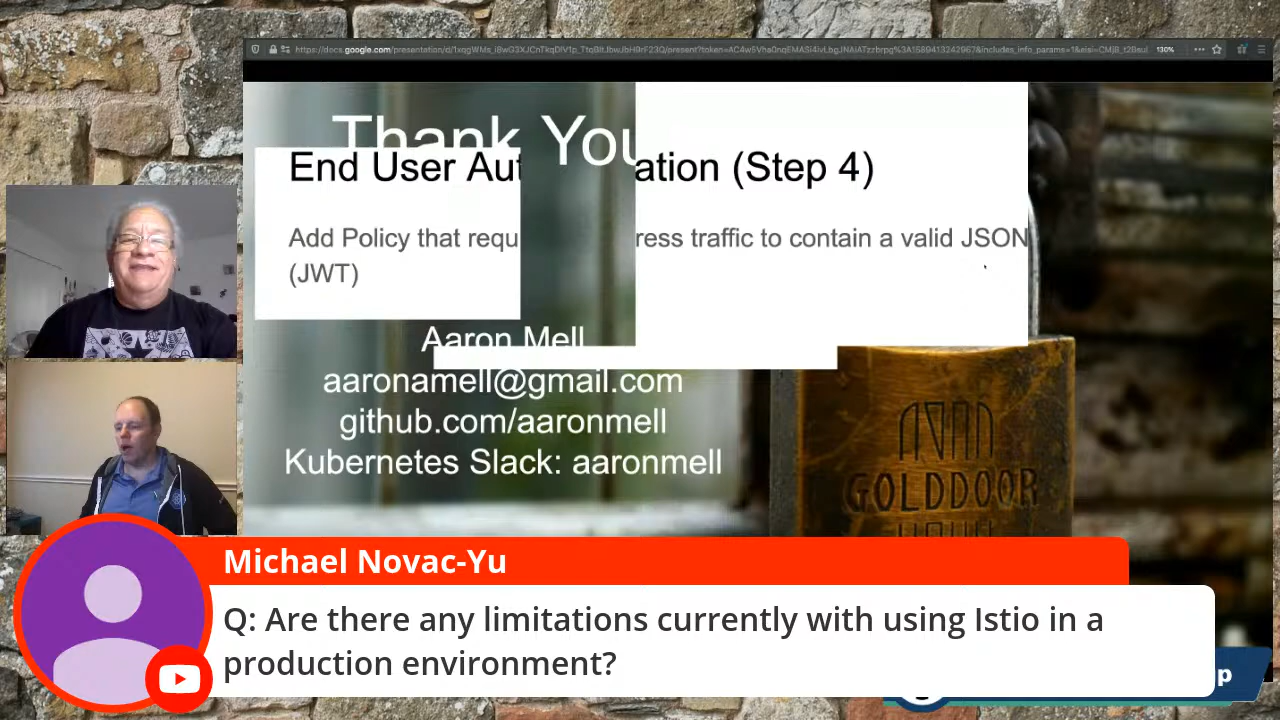 Thank You
End User Aut ation (Step 4)
Add Policy that requ ress traffic to contain a valid JSON
(JWT)
Aaron Mell
aaronamell@gmail.com
github.com/aaronmell
Kubernetes Slack: aaronmell
GOLDDOOR
130%
Michael Novac-Yu
Q: Are there any limitations currently with using Istio in a
production environment?
p